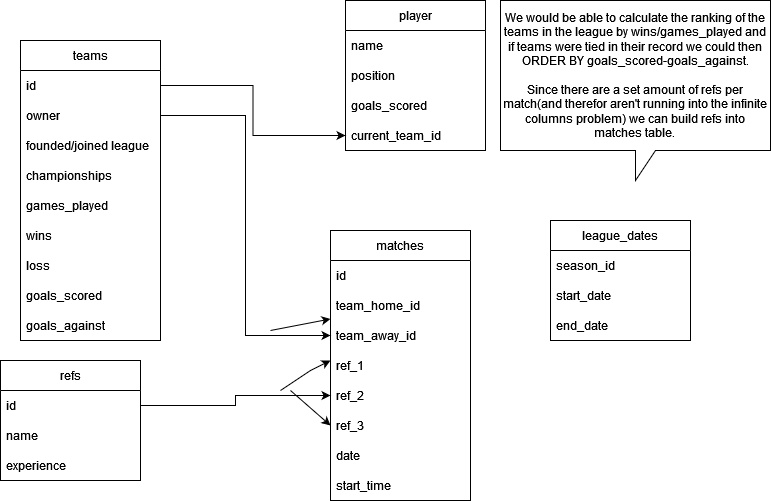 teams
id
owner
founded/joined league
championships
games_played
wins
loss
goals_scored
goals_against
player
name
position
goals_scored
current_team_id
We would be able to calculate the ranking of the
teams in the league by wins/games_played and
if teams were tied in their record we could then
ORDER BY goals_scored-goals_against.
Since there are a set amount of refs per
match(and therefor aren't running into the infinite
columns problem) we can build refs into
matches table.
matches
id
team_home_id
team_away_id
ref_1
ref_2
ref_3
date
start_time
league_dates
season_id
start_date
end_date
refs
id
name
experience